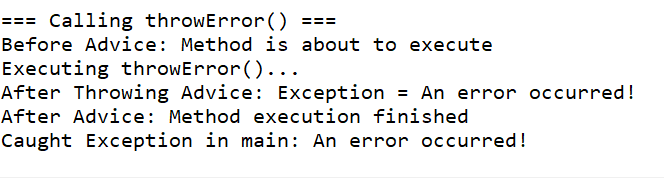 === Calling throwError() ===
Before Advice: Method is about to execute
Executing throwError()...
After Throwing Advice: Exception = An error occurred!
After Advice: Method execution finished
Caught Exception in main: An error occurred!